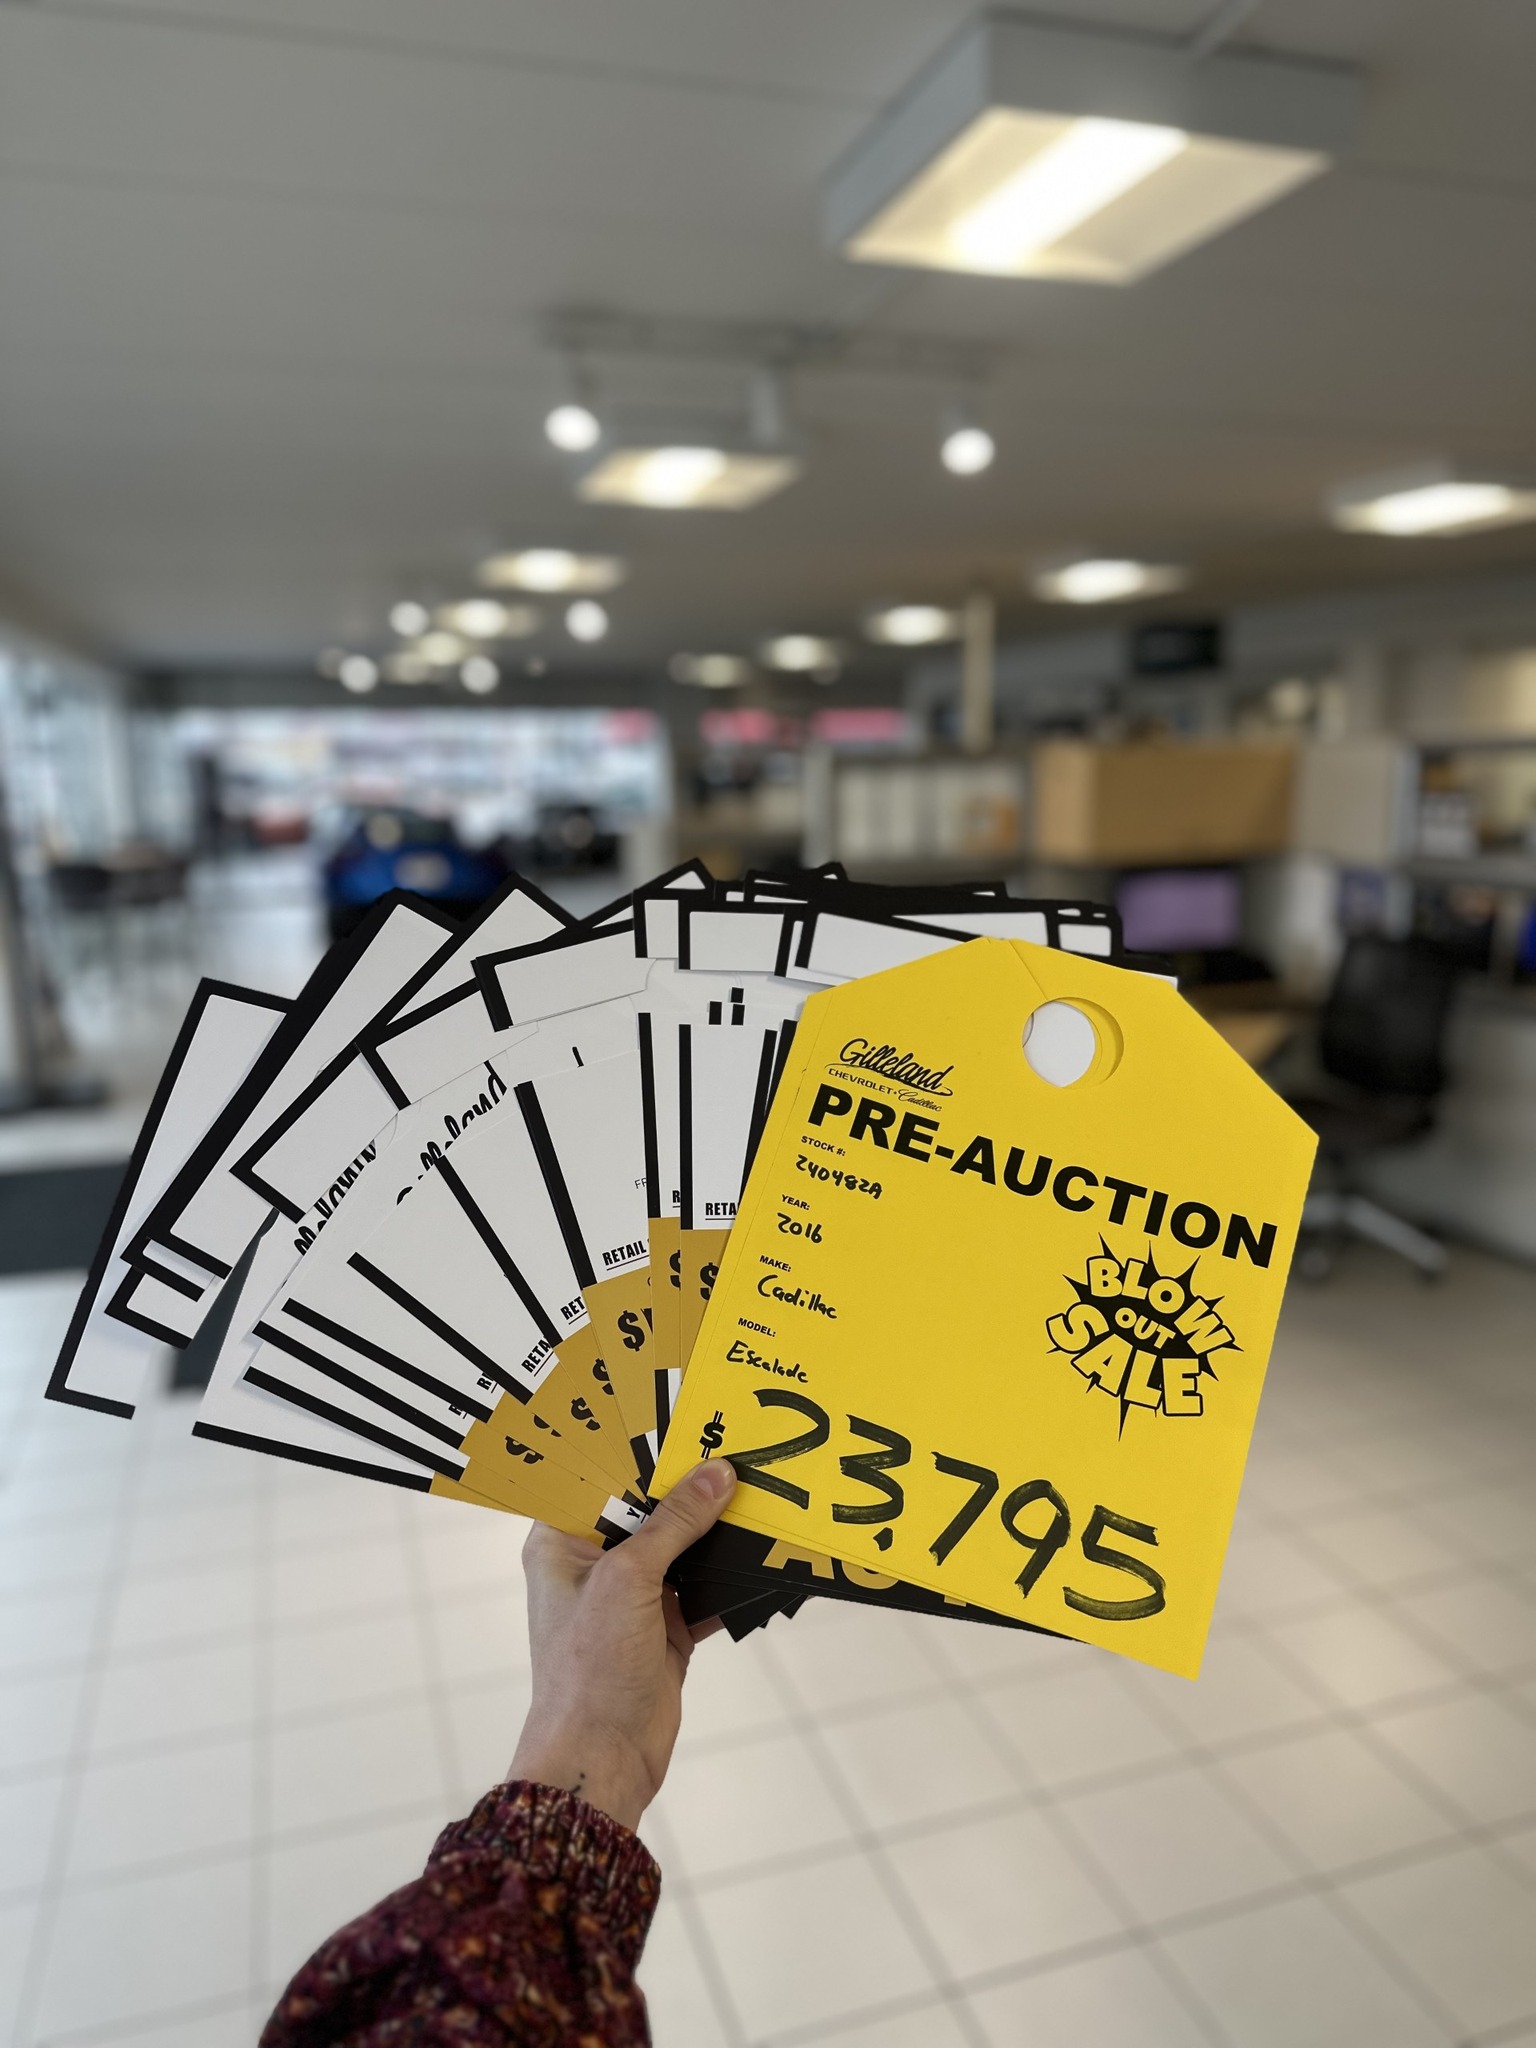 Gilleland
CHEVROLET • Cadillac
PRE-AUCTION
STOCK #:
240482A
YEAR:
2016
MAKE:
Cadillac
MODEL:
Escalade
BLOW
OUT
SALE
$ 23,795
RETAIL
RETA